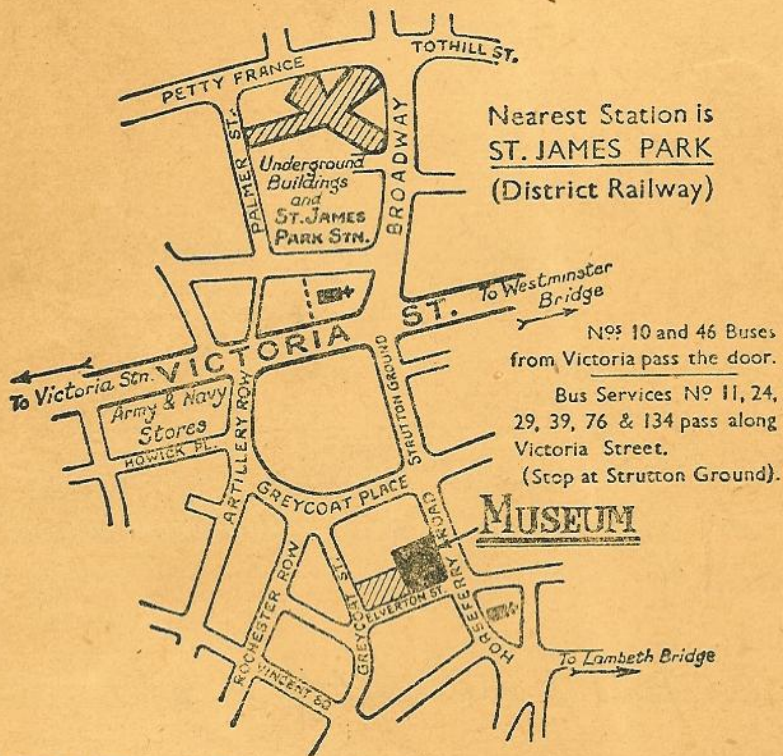 TOTHILL ST.
PETTY FRANCE
PALMER ST.
BROADWAY
Nearest Station is
ST. JAMES PARK
(District Railway)
Underground
Buildings
and
ST. JAMES
PARK STN.
To Westminster
Bridge
VICTORIA ST.
To Victoria Stn.
Nos 10 and 46 Buses
from Victoria pass the door.
Bus Services No 11, 24,
29, 39, 76 & 134 pass along
Victoria Street.
(Stop at Strutton Ground).
Army & Navy
Stores
HOWICK PL.
ARTILLERY ROW
STRUTTON GROUND
GREYCOAT PLACE
MUSEUM
ROCHESTER ROW
GREYCOAT ST.
ELVERTON ST.
HORSEFERRY ROAD
VINCENT SQ
To Lambeth Bridge